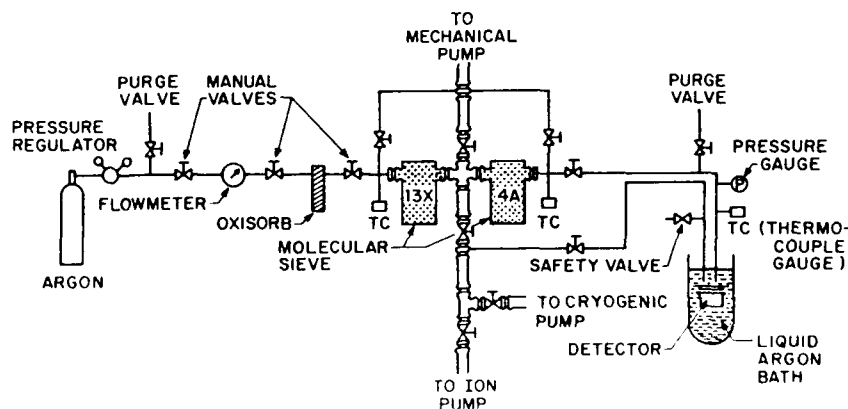 TO
MECHANICAL
PUMP
PURGE
VALVE
MANUAL
VALVES
PURGE
VALVE
PRESSURE
REGULATOR
PRESSURE
GAUGE
P
13X
4A
FLOWMETER
TC
TC
TC (THERMO-
COUPLE
GAUGE)
OXISORB
MOLECULAR
SIEVE
SAFETY VALVE
ARGON
TO CRYOGENIC
PUMP
DETECTOR
LIQUID
ARGON
BATH
TO ION
PUMP